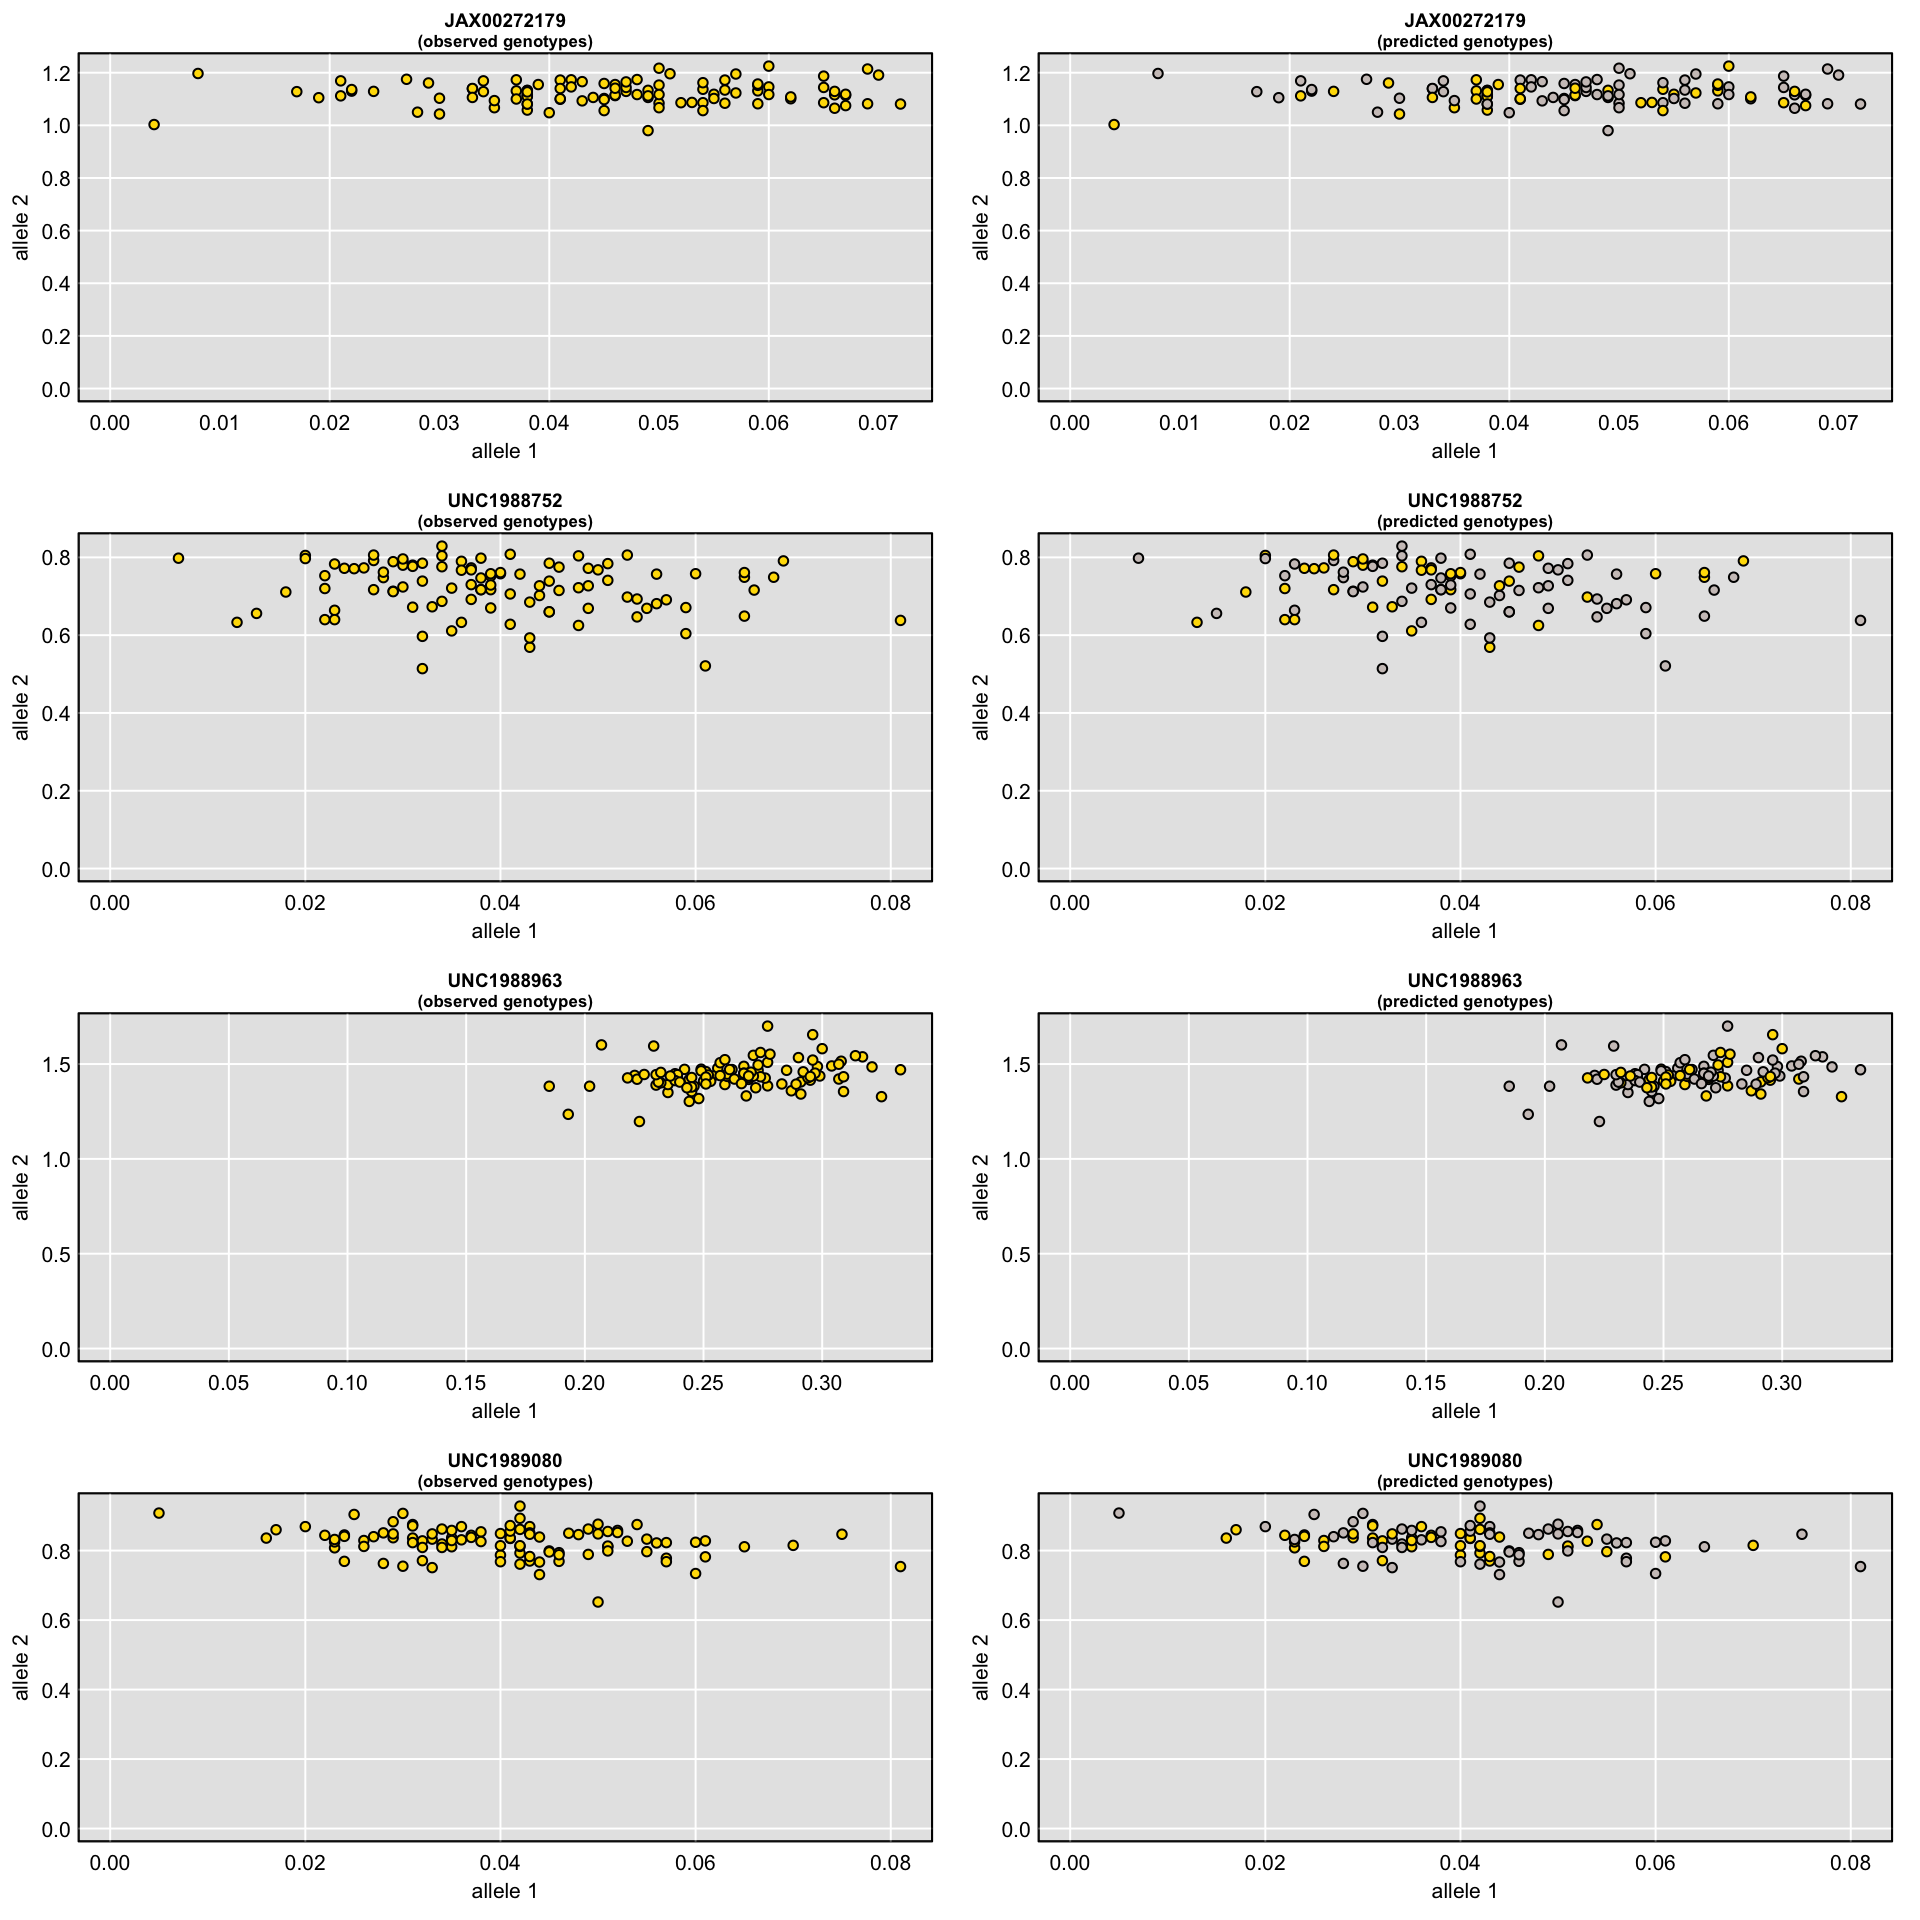 JAX00272179
(observed genotypes)
1.2
1.0
0.8
0.6
0.4
0.2
0.0
allele 2
0.00 0.01 0.02 0.03 0.04 0.05 0.06 0.07
allele 1
JAX00272179
(predicted genotypes)
1.2
1.0
0.8
0.6
0.4
0.2
0.0
allele 2
0.00 0.01 0.02 0.03 0.04 0.05 0.06 0.07
allele 1
UNC1988752
(observed genotypes)
0.8
0.6
0.4
0.2
0.0
allele 2
0.00 0.02 0.04 0.06 0.08
allele 1
UNC1988752
(predicted genotypes)
0.8
0.6
0.4
0.2
0.0
allele 2
0.00 0.02 0.04 0.06 0.08
allele 1
UNC1988963
(observed genotypes)
1.5
1.0
0.5
0.0
allele 2
0.00 0.05 0.10 0.15 0.20 0.25 0.30
allele 1
UNC1988963
(predicted genotypes)
1.5
1.0
0.5
0.0
allele 2
0.00 0.05 0.10 0.15 0.20 0.25 0.30
allele 1
UNC1989080
(observed genotypes)
0.8
0.6
0.4
0.2
0.0
allele 2
0.00 0.02 0.04 0.06 0.08
allele 1
UNC1989080
(predicted genotypes)
0.8
0.6
0.4
0.2
0.0
allele 2
0.00 0.02 0.04 0.06 0.08
allele 1